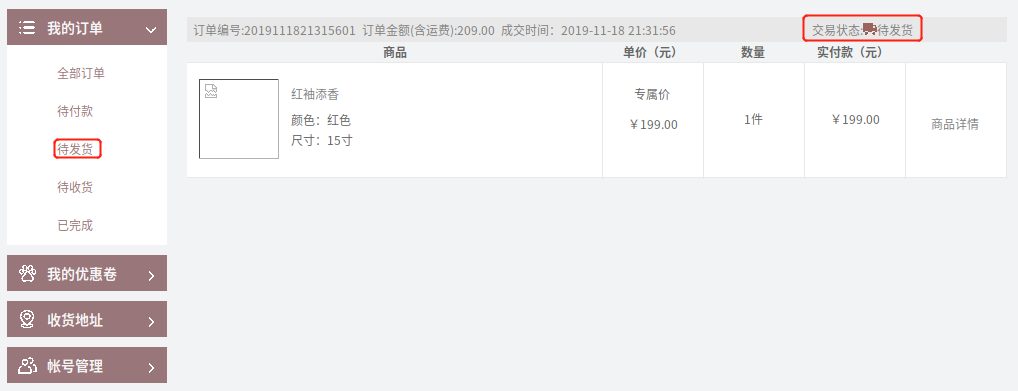 我的订单
全部订单
待付款
待发货
待收货
已完成
我的优惠卷
收货地址
帐号管理
订单编号:2019111821315601 订单金额(含运费):209.00 成交时间：2019-11-18 21:31:56 交易状态:待发货
商品 单价（元） 数量 实付款（元）
红袖添香
颜色：红色
尺寸：15寸
专属价
￥199.00
1件
￥199.00
商品详情